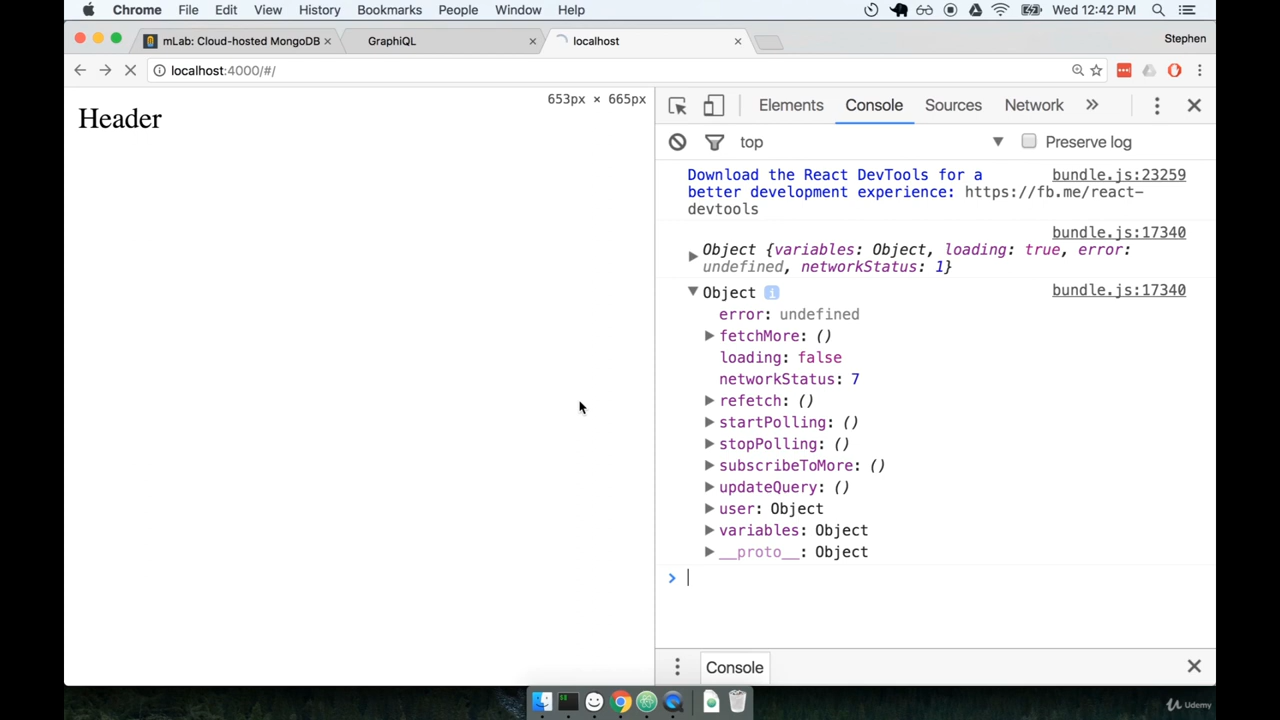 Chrome File Edit View History Bookmarks People Window Help Wed 12:42 PM
mLab: Cloud-hosted MongoDB GraphiQL localhost Stephen
localhost:4000/#/
653px × 665px
Elements Console Sources Network
top Preserve log
Header
Download the React DevTools for a bundle.js:23259
better development experience: https://fb.me/react-
devtools
bundle.js:17340
Object {variables: Object, loading: true, error:
undefined, networkStatus: 1}
Object i bundle.js:17340
error: undefined
fetchMore: ()
loading: false
networkStatus: 7
refetch: ()
startPolling: ()
stopPolling: ()
subscribeToMore: ()
updateQuery: ()
user: Object
variables: Object
__proto__: Object
Console
Udemy